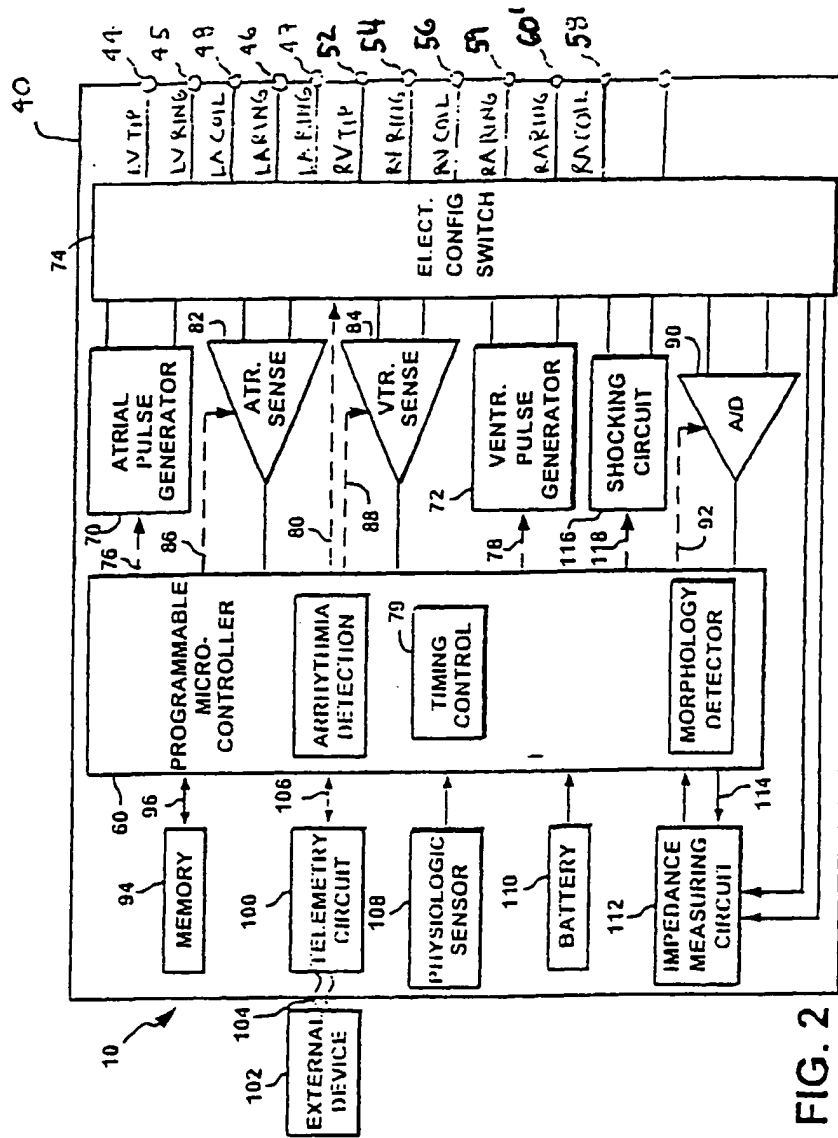 40
44
45
48
46
47
52
54
56
59
60'
58
LV TIP
LV RING
LA COIL
LA RING
LA RING
RV TIP
RV RING
RV COIL
RA RING
RA RING
RA COIL
74
ELECT.
CONFIG
SWITCH
ATRIAL
PULSE
GENERATOR
70
76
82
ATR.
SENSE
86
80
84
VTR.
SENSE
88
VENTR.
PULSE
GENERATOR
72
78
SHOCKING
CIRCUIT
116
118
90
A/D
92
PROGRAMMABLE
MICRO-
CONTROLLER
60
ARRHYTHMIA
DETECTION
79
TIMING
CONTROL
MORPHOLOGY
DETECTOR
96
106
114
94
MEMORY
100
TELEMETRY
CIRCUIT
108
PHYSIOLOGIC
SENSOR
110
BATTERY
112
IMPEDANCE
MEASURING
CIRCUIT
10
104
102
EXTERNAL
DEVICE
FIG. 2